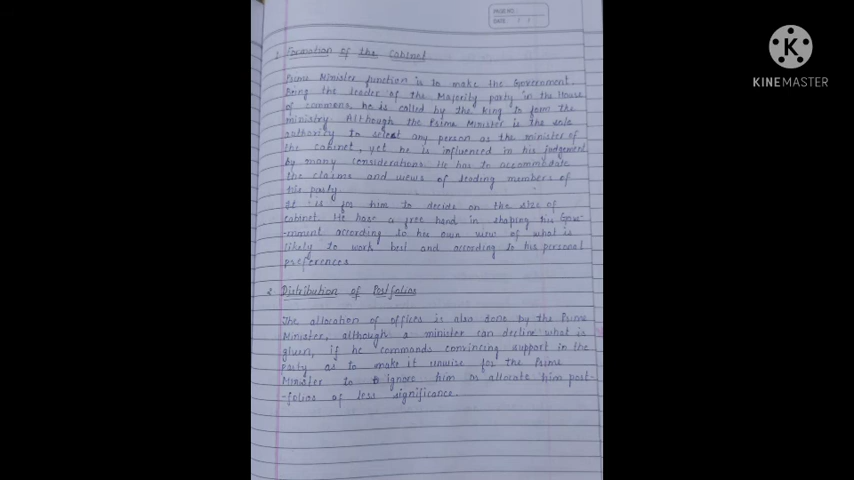 PAGE NO.:
DATE: / /
K
KINEMASTER
1 Formation of the Cabinet
Prime Minister function is to make the Government.
Being the leader of the Majority party in the House
of commons, he is called by the King to form the
ministry. Although the Prime Minister is the sole
authority to select any person as the minister of
the cabinet, yet he is influenced in his judgement
by many considerations. He has to accommodate
the claims and views of leading members of
the party.
It is for him to decide on the size of
cabinet. He has a free hand in shaping his Gov-
-ernment according to his own view of what is
likely to work best and according to his personal
preferences
2 Distribution of Postfolios
The allocation of offices is also done by the Prime
Minister, although a minister can decline what is
given, if he commands convincing support in the
party as to make it unwise for the Prime
Minister to ignore him or allocate him post-
-folios of less significance.